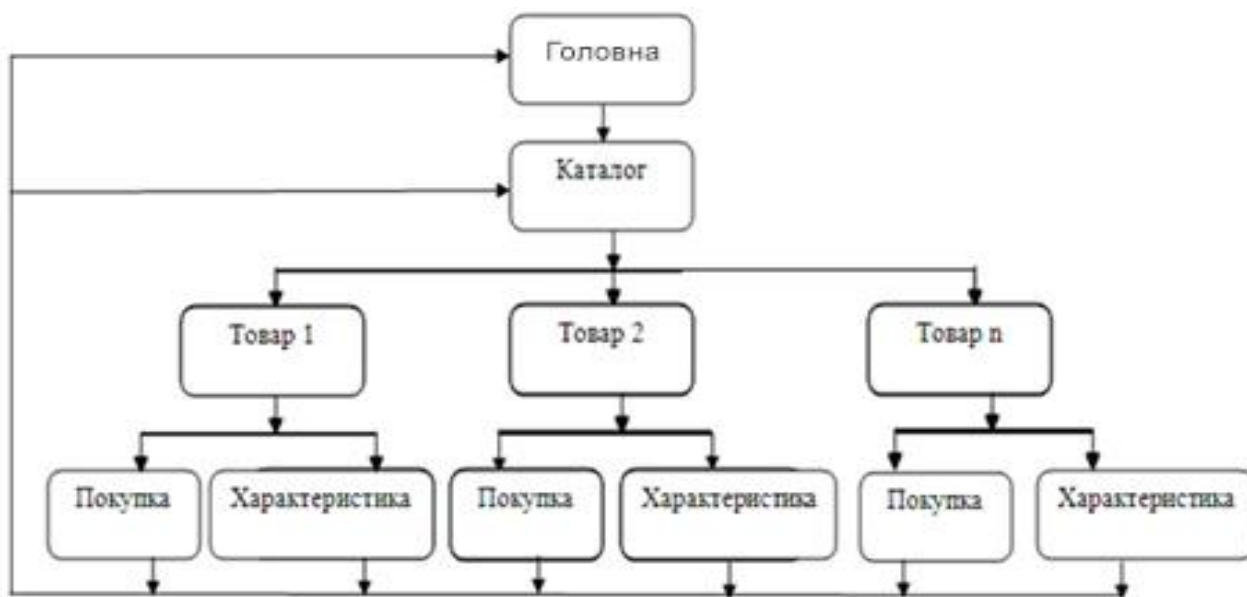 Головна
Каталог
Товар 1
Товар 2
Товар n
Покупка
Характеристика
Покупка
Характеристика
Покупка
Характеристика